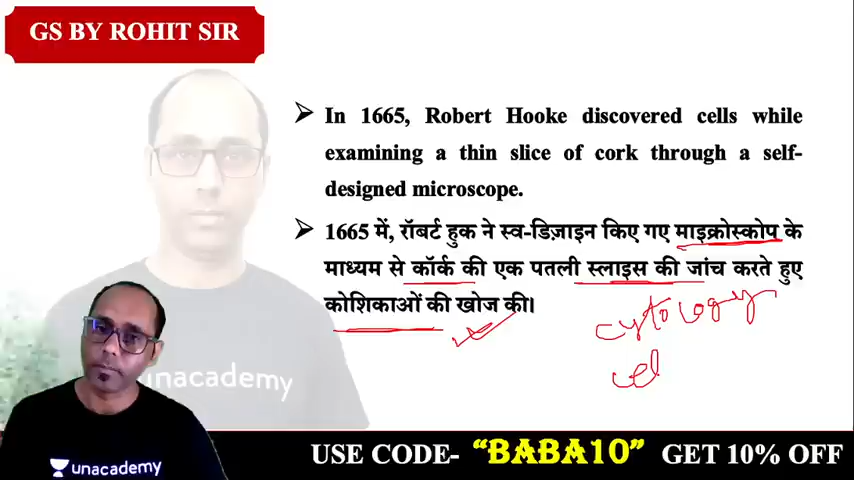 GS BY ROHIT SIR
➢ In 1665, Robert Hooke discovered cells while
examining a thin slice of cork through a self-
designed microscope.
➢ 1665 में, रॉबर्ट हुक ने स्व-डिज़ाइन किए गए माइक्रोस्कोप के
माध्यम से कॉर्क की एक पतली स्लाइस की जांच करते हुए
कोशिकाओं की खोज की।
cytology
cell
unacademy
unacademy
USE CODE- “BABA10” GET 10% OFF